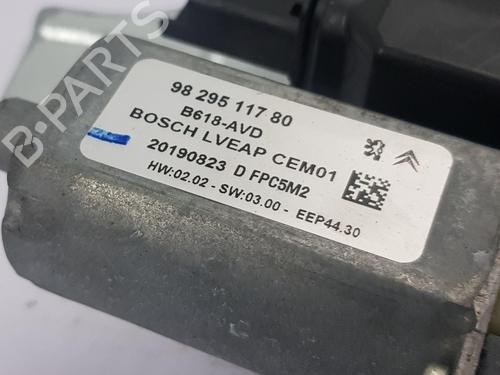 98 295 117 80
B618-AVD
BOSCH LVEAP CEM01
20190823 D FPC5M2
HW:02.02 - SW:03.00 - EEP44.30
B-PARTS